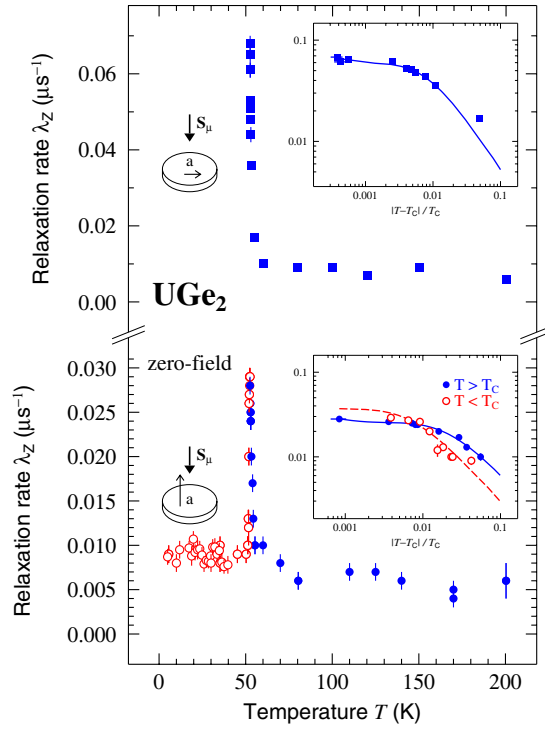 Relaxation rate λZ (µs⁻¹)
0.06
0.04
0.02
0.00
Sµ
a
0.1
0.01
0.001
0.01
0.1
|T−TC| / TC
UGe2
zero-field
Relaxation rate λZ (µs⁻¹)
0.030
0.025
0.020
0.015
0.010
0.005
0.000
Sµ
a
0.1
0.01
T > TC
T < TC
0.001
0.01
0.1
|T−TC| / TC
0
50
100
150
200
Temperature T (K)